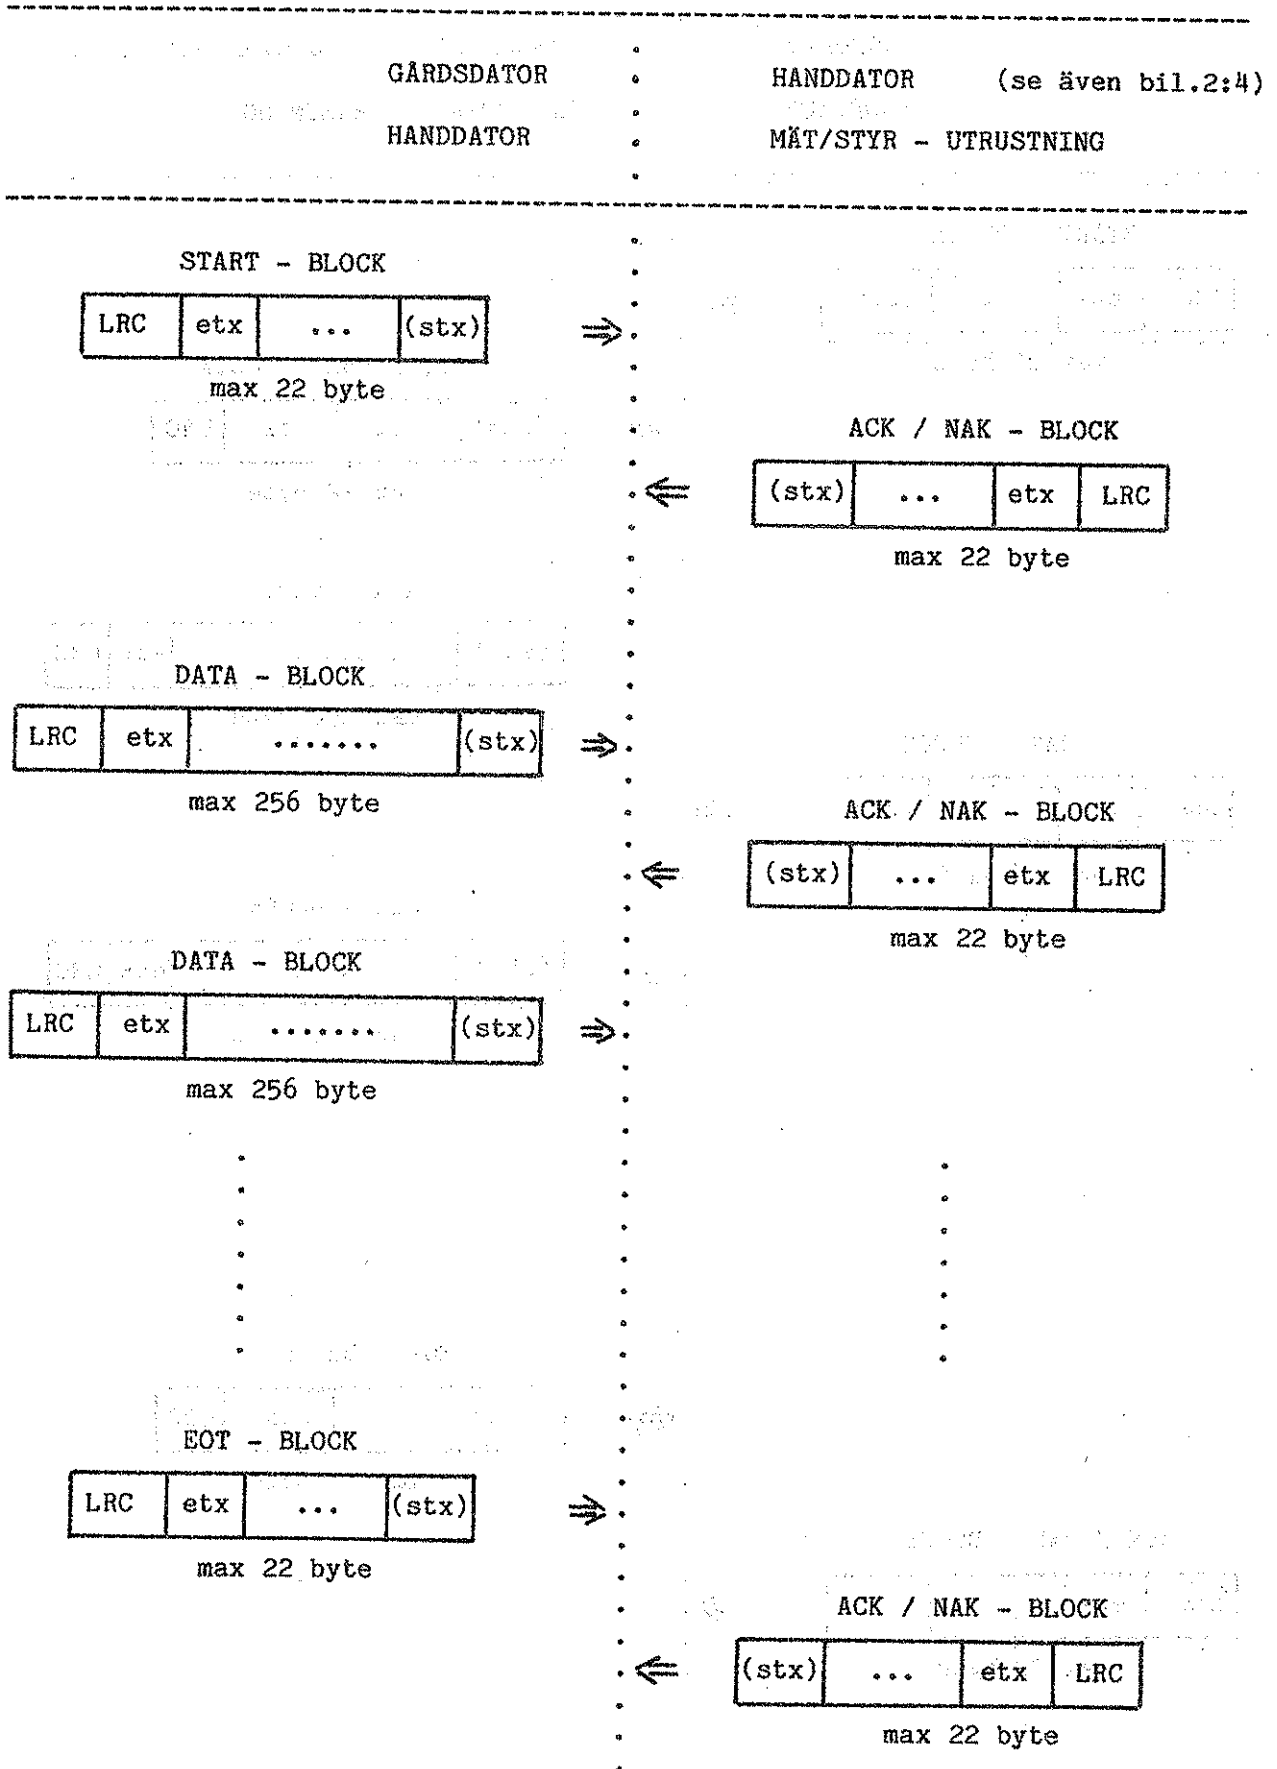 GÅRDSDATOR HANDDATOR (se även bil.2:4)
HANDDATOR MÄT/STYR - UTRUSTNING
START - BLOCK
LRC etx ... (stx)
max 22 byte
ACK / NAK - BLOCK
(stx) ... etx LRC
max 22 byte
DATA - BLOCK
LRC etx ....... (stx)
max 256 byte
ACK / NAK - BLOCK
(stx) ... etx LRC
max 22 byte
DATA - BLOCK
LRC etx ....... (stx)
max 256 byte
EOT - BLOCK
LRC etx ... (stx)
max 22 byte
ACK / NAK - BLOCK
(stx) ... etx LRC
max 22 byte